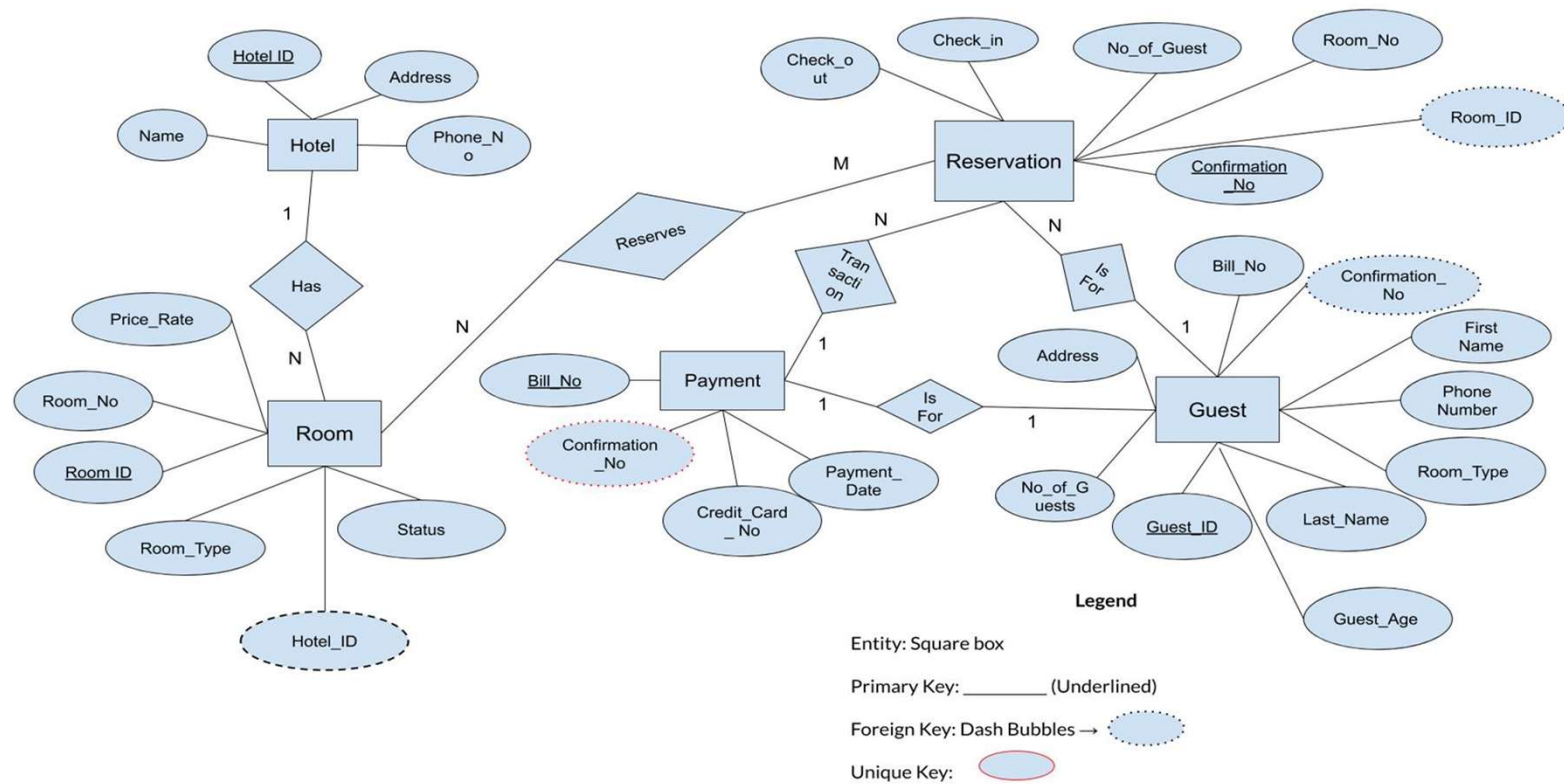 Hotel ID
Address
Name
Phone_N
o
Hotel
1
Has
N
Price_Rate
Room_No
Room ID
Room_Type
Status
Hotel_ID
Room
N
Reserves
M
Check_o
ut
Check_in
No_of_Guest
Room_No
Room_ID
Confirmation
_No
Reservation
N
Tran
sacti
on
1
N
Is
For
1
Bill_No
Payment
Confirmation
_No
Credit_Card
_ No
Payment_
Date
1
Is
For
1
Bill_No
Confirmation_
No
Address
First
Name
Phone
Number
Guest
Room_Type
No_of_G
uests
Guest_ID
Last_Name
Guest_Age
Legend
Entity: Square box
Primary Key: _________ (Underlined)
Foreign Key: Dash Bubbles →
Unique Key: